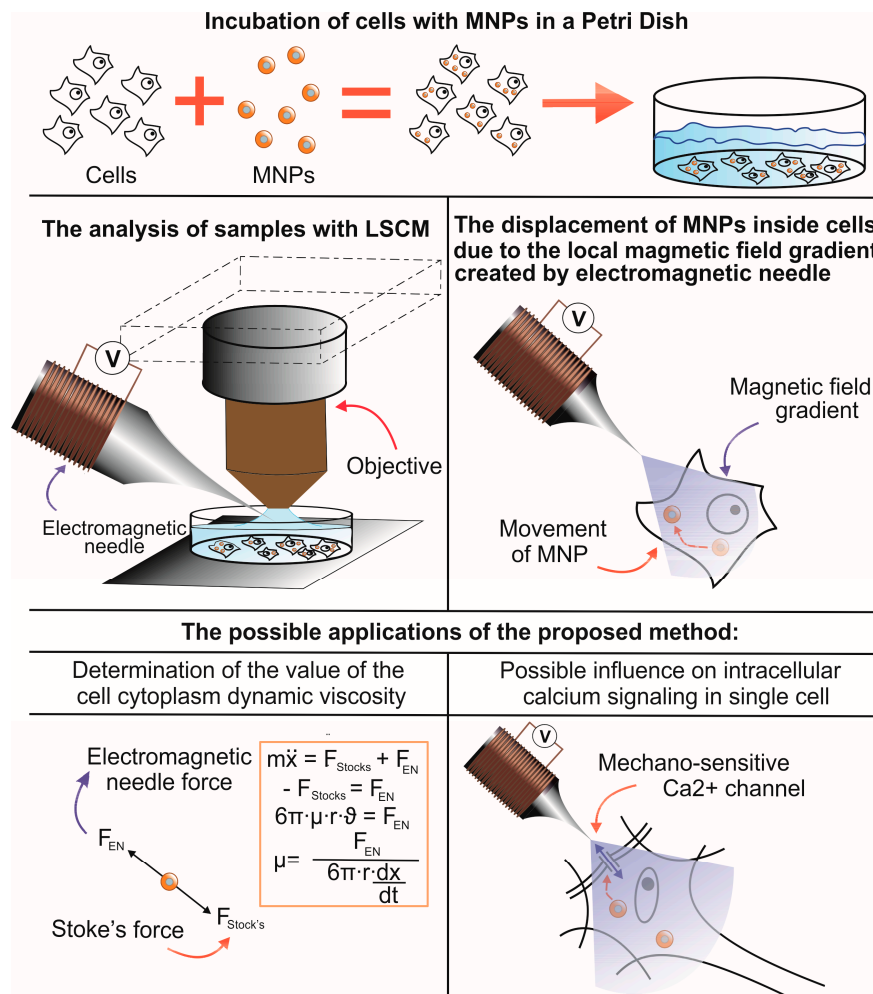 Incubation of cells with MNPs in a Petri Dish
Cells
MNPs
The analysis of samples with LSCM
V
Objective
Electromagnetic
needle
The displacement of MNPs inside cells
due to the local magmetic field gradient
created by electromagnetic needle
V
Magnetic field
gradient
Movement
of MNP
The possible applications of the proposed method:
Determination of the value of the
cell cytoplasm dynamic viscosity
Possible influence on intracellular
calcium signaling in single cell
Electromagnetic
needle force
F_EN
F_Stock's
Stoke's force
mẍ = F_Stocks + F_EN
- F_Stocks = F_EN
6π·μ·r·ϑ = F_EN
μ= F_EN
6π·r·dx
dt
V
Mechano-sensitive
Ca2+ channel